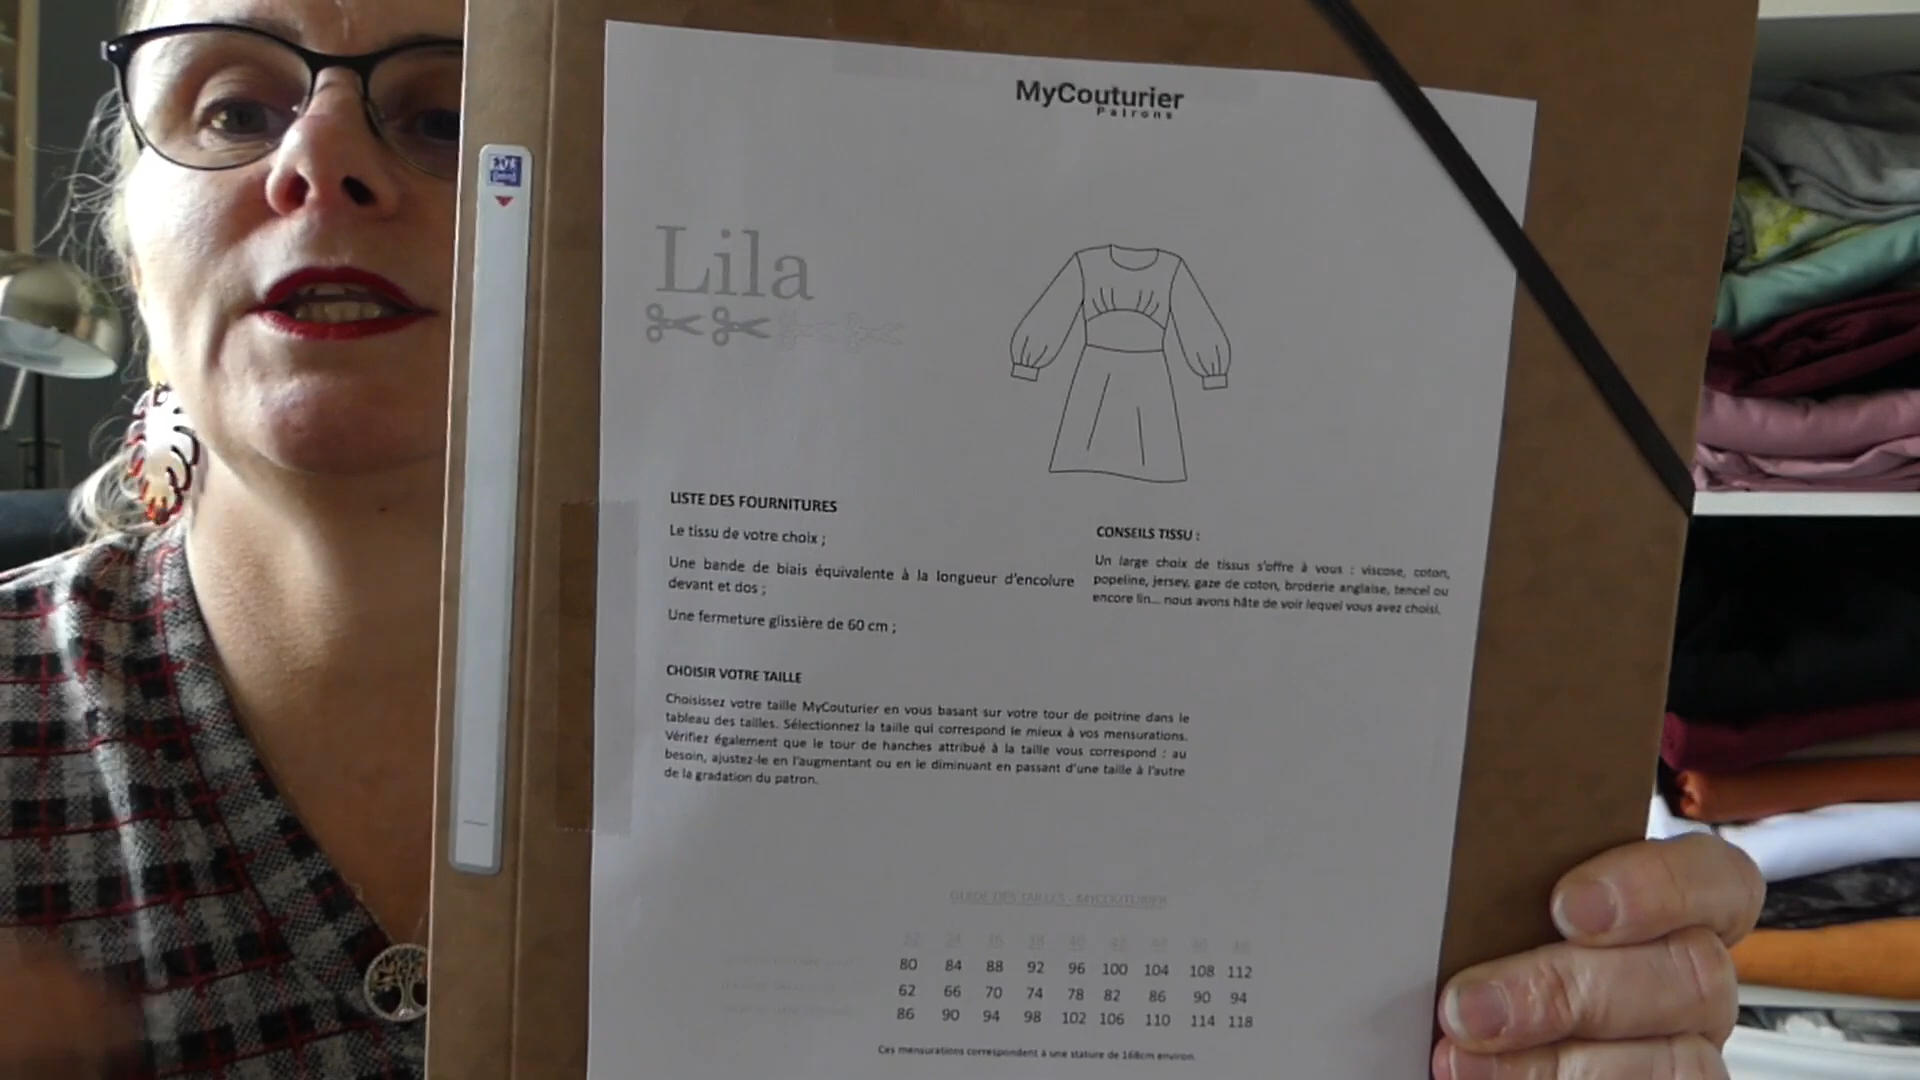 MyCouturier
Patrons
Lila
LISTE DES FOURNITURES
Le tissu de votre choix ;
Une bande de biais équivalente à la longueur d'encolure
devant et dos ;
Une fermeture glissière de 60 cm ;
CONSEILS TISSU :
Un large choix de tissus s'offre à vous : viscose, coton,
popeline, jersey, gaze de coton, broderie anglaise, tencel ou
encore lin... nous avons hâte de voir lequel vous avez choisi.
CHOISIR VOTRE TAILLE
Choisissez votre taille MyCouturier en vous basant sur votre tour de poitrine dans le
tableau des tailles. Sélectionnez la taille qui correspond le mieux à vos mensurations.
Vérifiez également que le tour de hanches attribué à la taille vous correspond : au
besoin, ajustez-le en l'augmentant ou en le diminuant en passant d'une taille à l'autre
de la gradation du patron.
GUIDE DES TAILLES - MYCOUTURIER
80 84 88 92 96 100 104 108 112
62 66 70 74 78 82 86 90 94
86 90 94 98 102 106 110 114 118
Ces mensurations correspondent à une stature de 168cm environ.